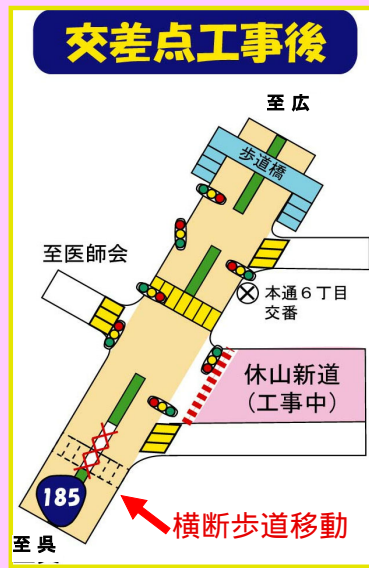 交差点工事後
至 広
歩道橋
至医師会
本通６丁目
交番
休山新道
（工事中）
185
横断歩道移動
至 呉